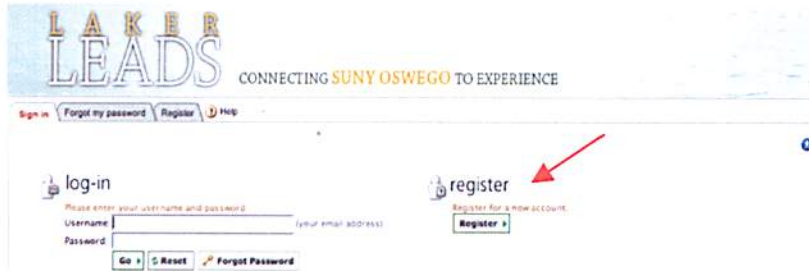 LAKER
LEADS CONNECTING SUNY OSWEGO TO EXPERIENCE
Sign in Forgot my password Register Help
log-in
Please enter your username and password
Username (your email address)
Password
Go Reset Forgot Password
register
Register for a new account.
Register